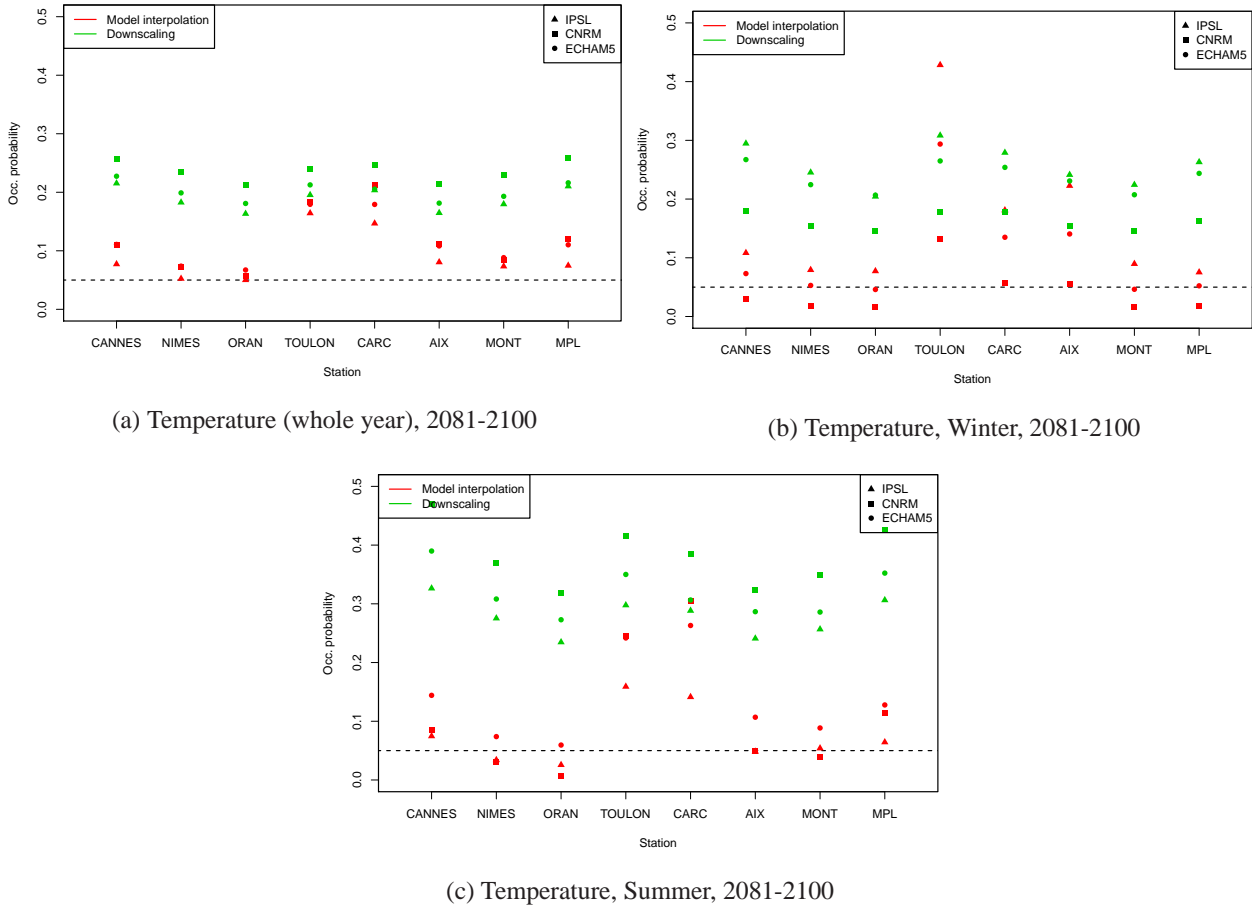 Model interpolation
Downscaling
IPSL
CNRM
ECHAM5
Occ. probability
0.5
0.4
0.3
0.2
0.1
0.0
CANNES NIMES ORAN TOULON CARC AIX MONT MPL
Station
(a) Temperature (whole year), 2081-2100
Model interpolation
Downscaling
IPSL
CNRM
ECHAM5
Occ. probability
0.5
0.4
0.3
0.2
0.1
0.0
CANNES NIMES ORAN TOULON CARC AIX MONT MPL
Station
(b) Temperature, Winter, 2081-2100
Model interpolation
Downscaling
IPSL
CNRM
ECHAM5
Occ. probability
0.5
0.4
0.3
0.2
0.1
0.0
CANNES NIMES ORAN TOULON CARC AIX MONT MPL
Station
(c) Temperature, Summer, 2081-2100